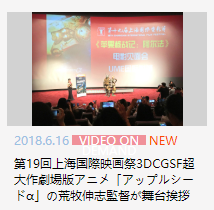 2018.6.16 VIDEO ON NEW
第19回上海国際映画祭3DCGSF超
大作劇場版アニメ「アップルシー
ドα」の荒牧伸志監督が舞台挨拶